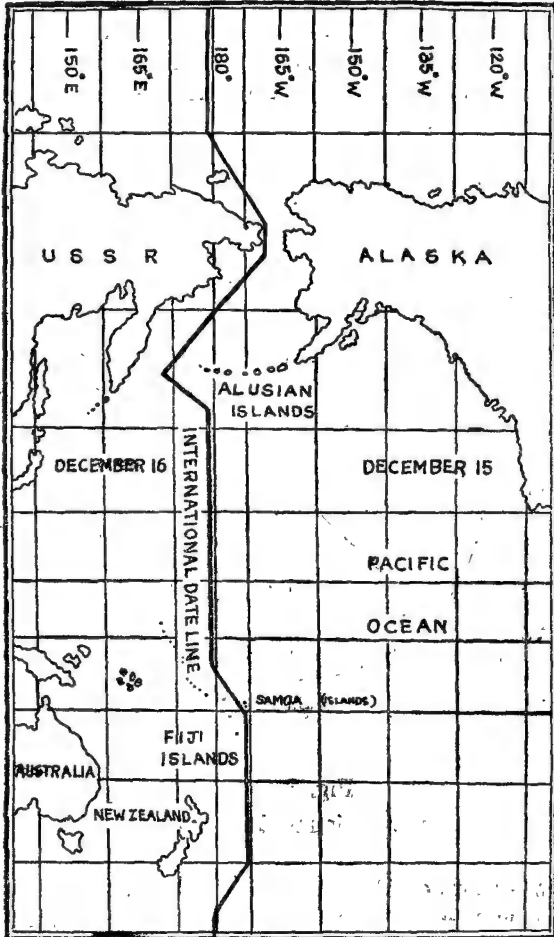 150°E
165°E
180°
165°W
150°W
135°W
120°W
USSR
ALASKA
ALUSIAN
ISLANDS
DECEMBER 16
DECEMBER 15
INTERNATIONAL DATE LINE
PACIFIC
OCEAN
SAMOA (ISLANDS)
FIJI
ISLANDS
AUSTRALIA
NEW ZEALAND